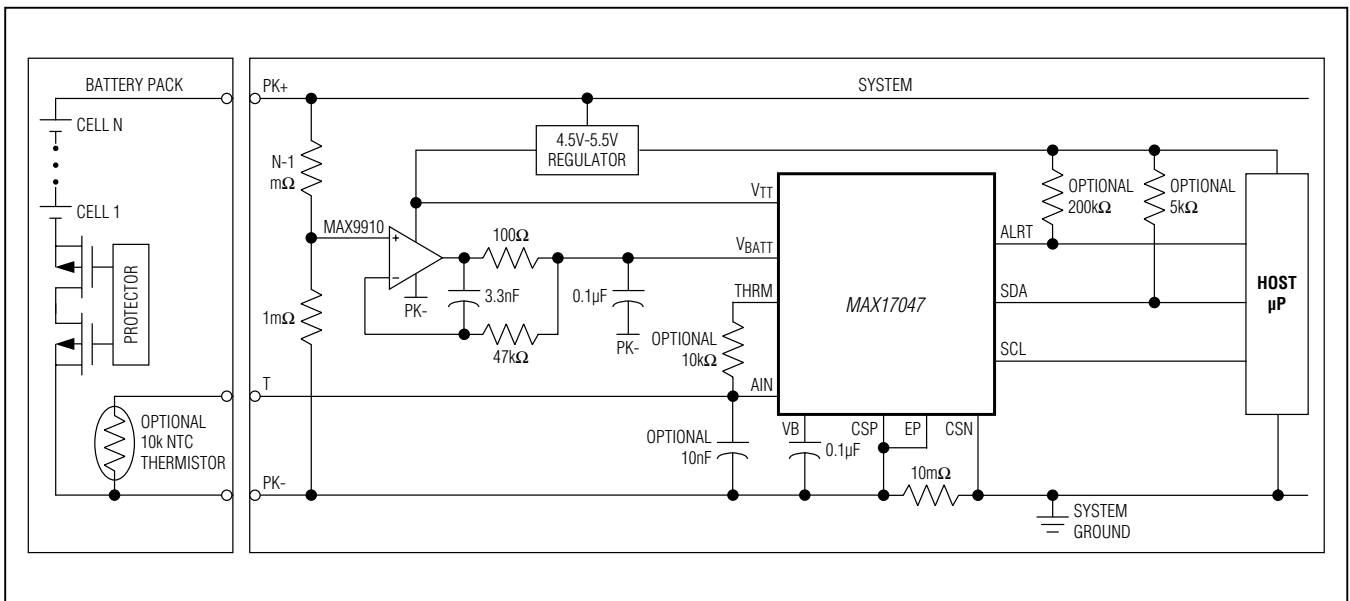 BATTERY PACK
PK+
SYSTEM
CELL N
4.5V-5.5V
REGULATOR
N-1
mΩ
VTT
OPTIONAL
200kΩ
OPTIONAL
5kΩ
CELL 1
MAX9910
+
-
100Ω
VBATT
ALRT
PROTECTOR
3.3nF
0.1µF
THRM
MAX17047
SDA
HOST
µP
1mΩ
PK-
47kΩ
PK-
OPTIONAL
10kΩ
SCL
T
AIN
OPTIONAL
10k NTC
THERMISTOR
OPTIONAL
10nF
VB
0.1µF
CSP
EP
CSN
10mΩ
PK-
SYSTEM
GROUND